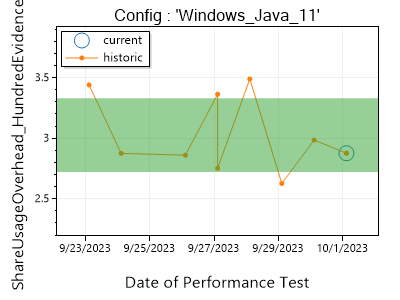 Config : 'Windows_Java_11'
current
historic
ShareUsageOverhead_HundredEvidence
3.5
3
2.5
9/23/2023
9/25/2023
9/27/2023
9/29/2023
10/1/2023
Date of Performance Test